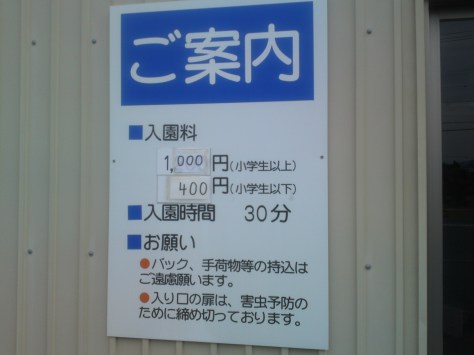 ご案内
■入園料
1,000円(小学生以上)
400円(小学生以下)
■入園時間 30分
■お願い
●バック、手荷物等の持込は
ご遠慮願います。
●入り口の扉は、害虫予防の
ために締め切っております。